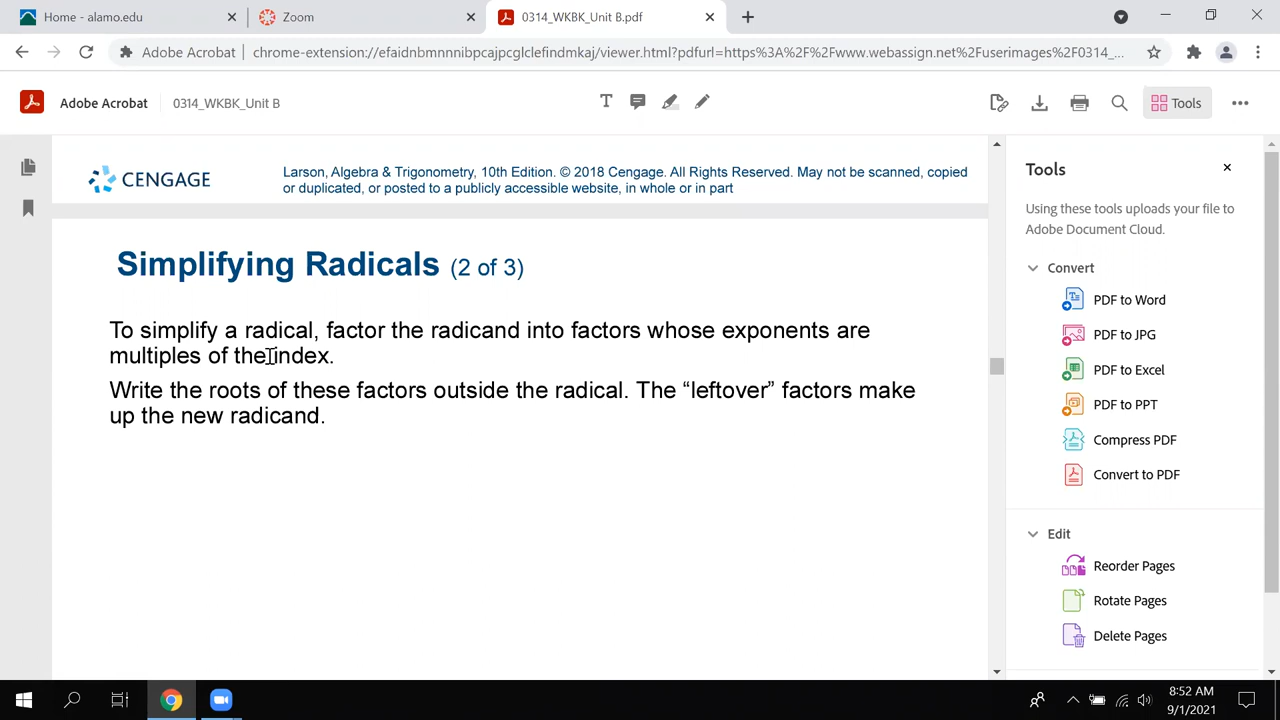 Home - alamo.edu
Zoom
0314_WKBK_Unit B.pdf
Adobe Acrobat
chrome-extension://efaidnbmnnnibpcajpcglclefindmkaj/viewer.html?pdfurl=https%3A%2F%2Fwww.webassign.net%2Fuserimages%2F0314_...
Adobe Acrobat
0314_WKBK_Unit B
Tools
CENGAGE
Larson, Algebra & Trigonometry, 10th Edition. © 2018 Cengage. All Rights Reserved. May not be scanned, copied
or duplicated, or posted to a publicly accessible website, in whole or in part
Simplifying Radicals (2 of 3)
To simplify a radical, factor the radicand into factors whose exponents are
multiples of the index.
Write the roots of these factors outside the radical. The “leftover” factors make
up the new radicand.
Tools
Using these tools uploads your file to
Adobe Document Cloud.
Convert
PDF to Word
PDF to JPG
PDF to Excel
PDF to PPT
Compress PDF
Convert to PDF
Edit
Reorder Pages
Rotate Pages
Delete Pages
8:52 AM
9/1/2021